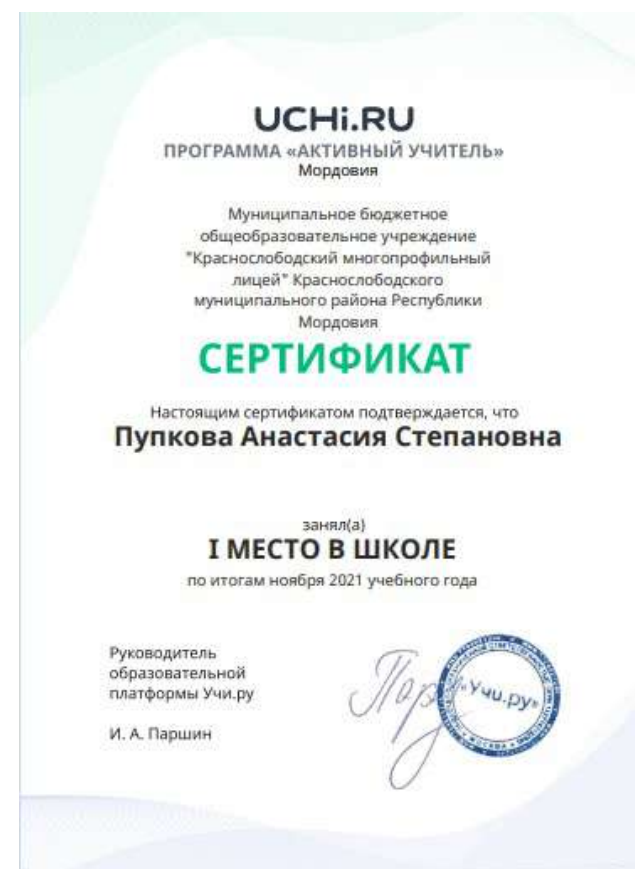 UCHi.RU
ПРОГРАММА «АКТИВНЫЙ УЧИТЕЛЬ»
Мордовия
Муниципальное бюджетное
общеобразовательное учреждение
"Краснослободский многопрофильный
лицей" Краснослободского
муниципального района Республики
Мордовия
СЕРТИФИКАТ
Настоящим сертификатом подтверждается, что
Пупкова Анастасия Степановна
занял(а)
I МЕСТО В ШКОЛЕ
по итогам ноября 2021 учебного года
Руководитель
образовательной
платформы Учи.ру
И. А. Паршин
«Учи.ру»
МОСКВА